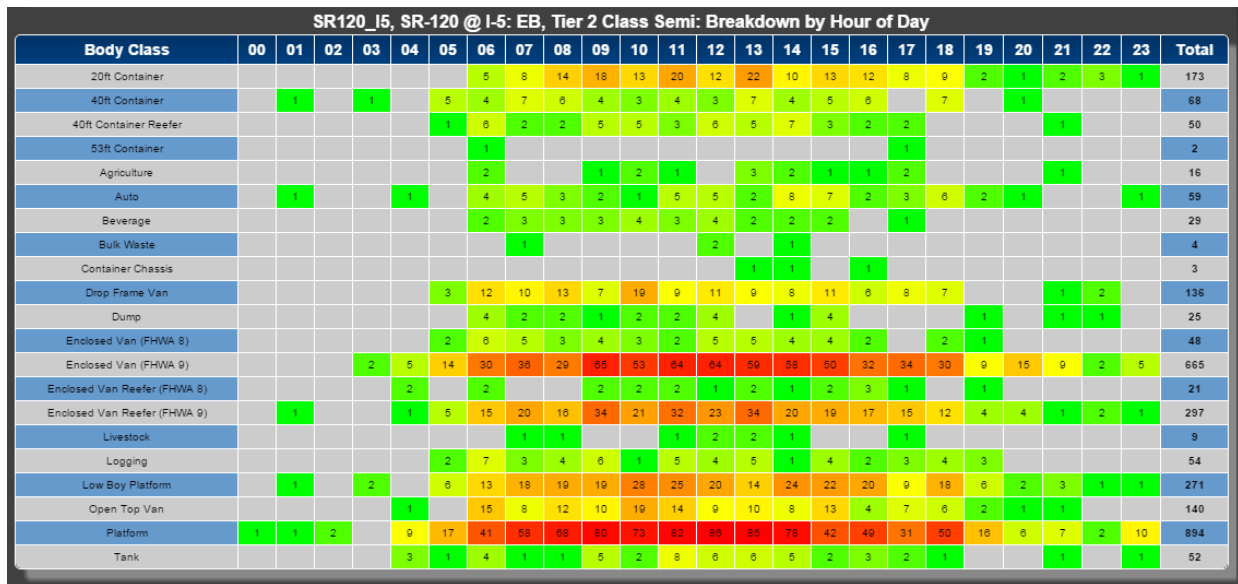 SR120_I5, SR-120 @ I-5: EB, Tier 2 Class Semi: Breakdown by Hour of Day
Body Class 00 01 02 03 04 05 06 07 08 09 10 11 12 13 14 15 16 17 18 19 20 21 22 23 Total
20ft Container 5 8 14 18 13 20 12 22 10 13 12 8 9 2 1 2 3 1 173
40ft Container 1 1 5 4 7 6 4 3 4 3 7 4 5 6 7 1 68
40ft Container Reefer 1 6 2 2 5 5 3 6 5 7 3 2 2 1 50
53ft Container 1 1 2
Agriculture 2 1 2 1 3 2 1 1 2 1 16
Auto 1 1 4 5 3 2 1 5 5 2 8 7 2 3 6 2 1 1 59
Beverage 2 3 3 3 4 3 4 2 2 2 1 29
Bulk Waste 1 2 1 4
Container Chassis 1 1 1 3
Drop Frame Van 3 12 10 13 7 19 9 11 9 8 11 6 8 7 1 2 136
Dump 4 2 2 1 2 2 4 1 4 1 1 1 25
Enclosed Van (FHWA 8) 2 6 5 3 4 3 2 5 5 4 4 2 2 1 48
Enclosed Van (FHWA 9) 2 5 14 30 36 29 65 53 64 64 59 58 50 32 34 30 9 15 9 2 5 665
Enclosed Van Reefer (FHWA 8) 2 2 2 2 2 1 2 1 2 3 1 1 21
Enclosed Van Reefer (FHWA 9) 1 1 5 15 20 16 34 21 32 23 34 20 19 17 15 12 4 4 1 2 1 297
Livestock 1 1 1 2 2 1 1 9
Logging 2 7 3 4 6 1 5 4 5 1 4 2 3 4 3 54
Low Boy Platform 1 2 6 13 18 19 19 28 25 20 14 24 22 20 9 18 6 2 3 1 1 271
Open Top Van 1 15 8 12 10 19 14 9 10 8 13 4 7 6 2 1 1 140
Platform 1 1 2 9 17 41 58 68 80 73 82 86 85 78 42 49 31 50 16 6 7 2 10 894
Tank 3 1 4 1 1 5 2 8 6 6 5 2 3 2 1 1 1 52